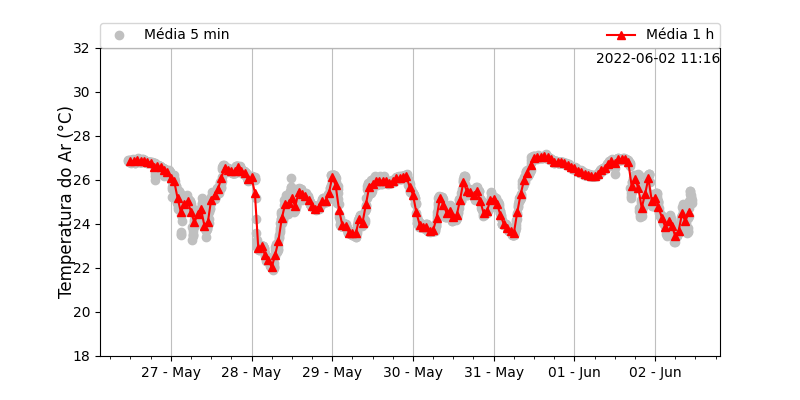 Média 5 min
Média 1 h
2022-06-02 11:16
Temperatura do Ar (°C)
32
30
28
26
24
22
20
18
27 - May
28 - May
29 - May
30 - May
31 - May
01 - Jun
02 - Jun